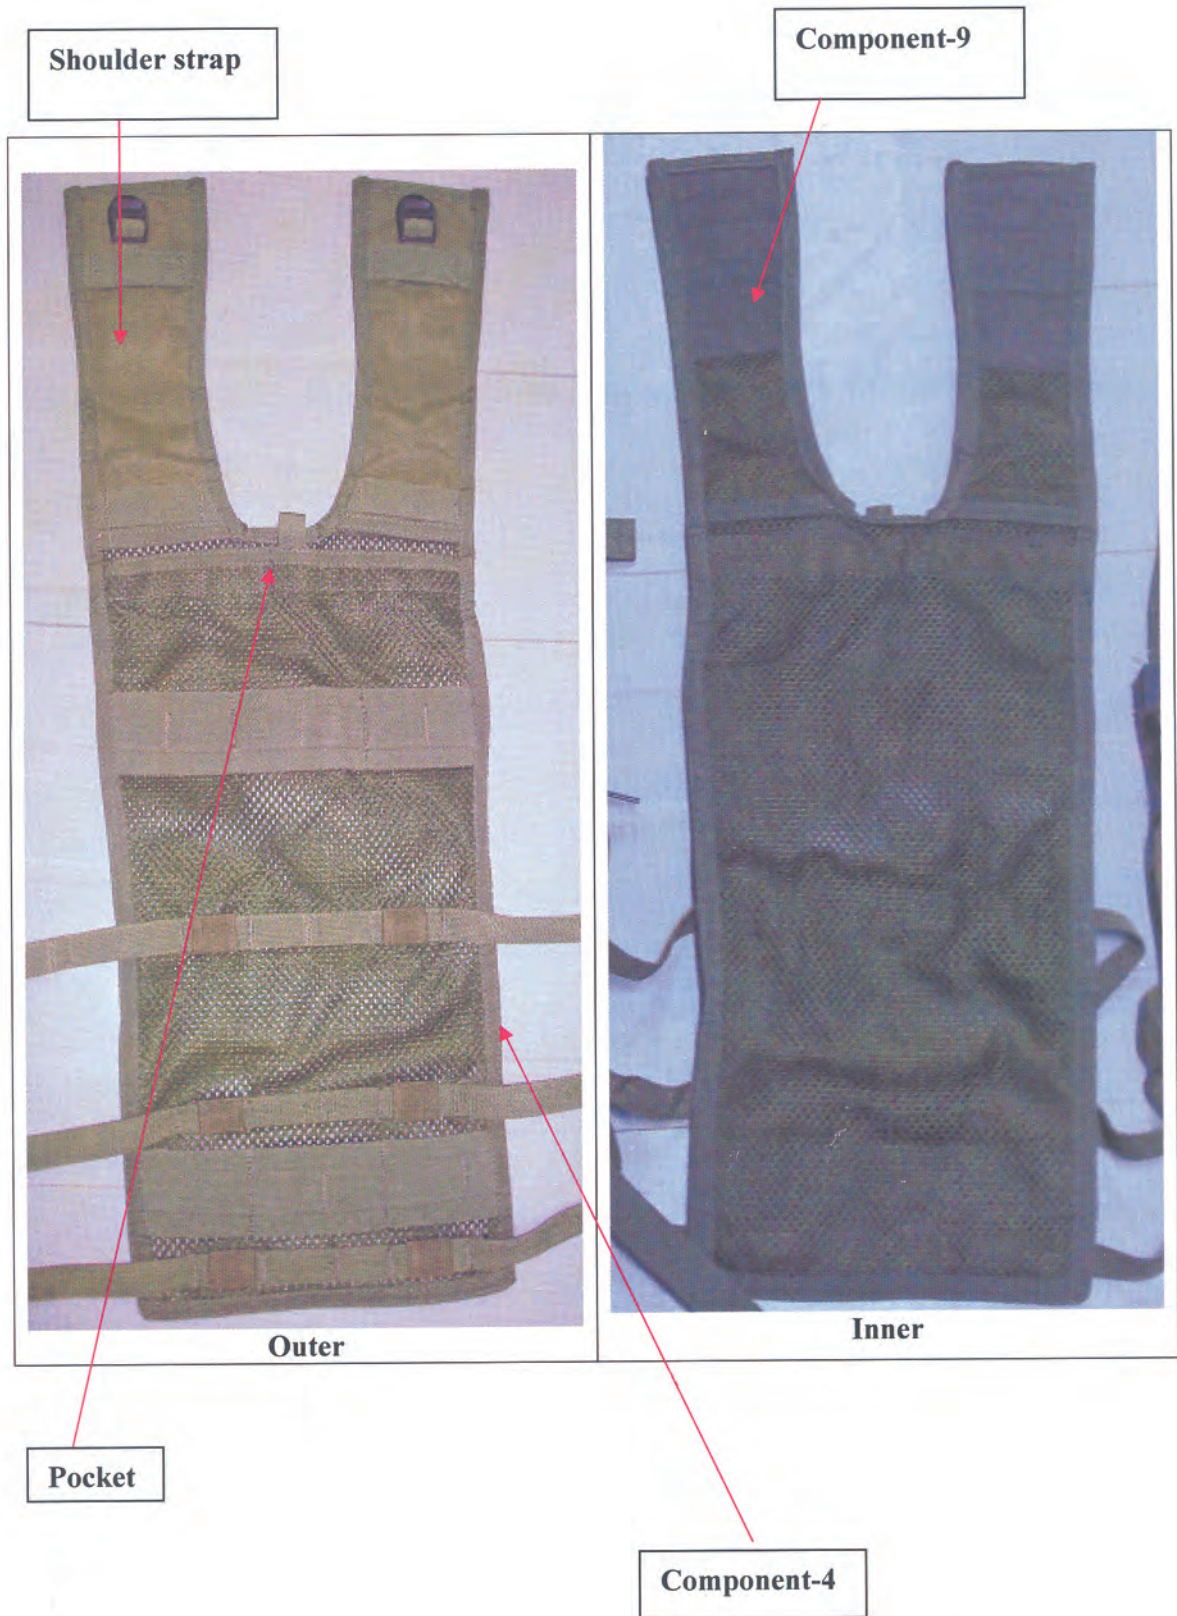 Shoulder strap
Component-9
Outer
Inner
Pocket
Component-4